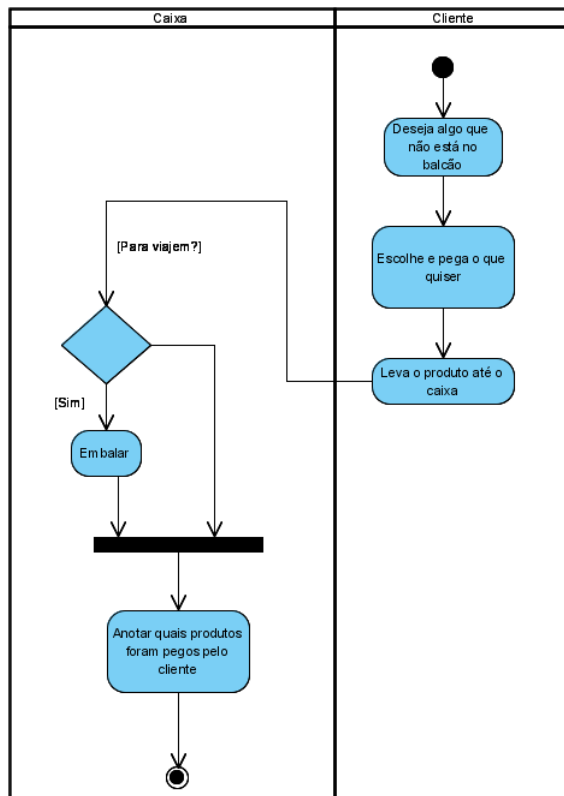 Caixa
Cliente
Deseja algo que
não está no
balcão
Escolhe e pega o que
quiser
Leva o produto até o
caixa
[Para viajem?]
[Sim]
Embalar
Anotar quais produtos
foram pegos pelo
cliente